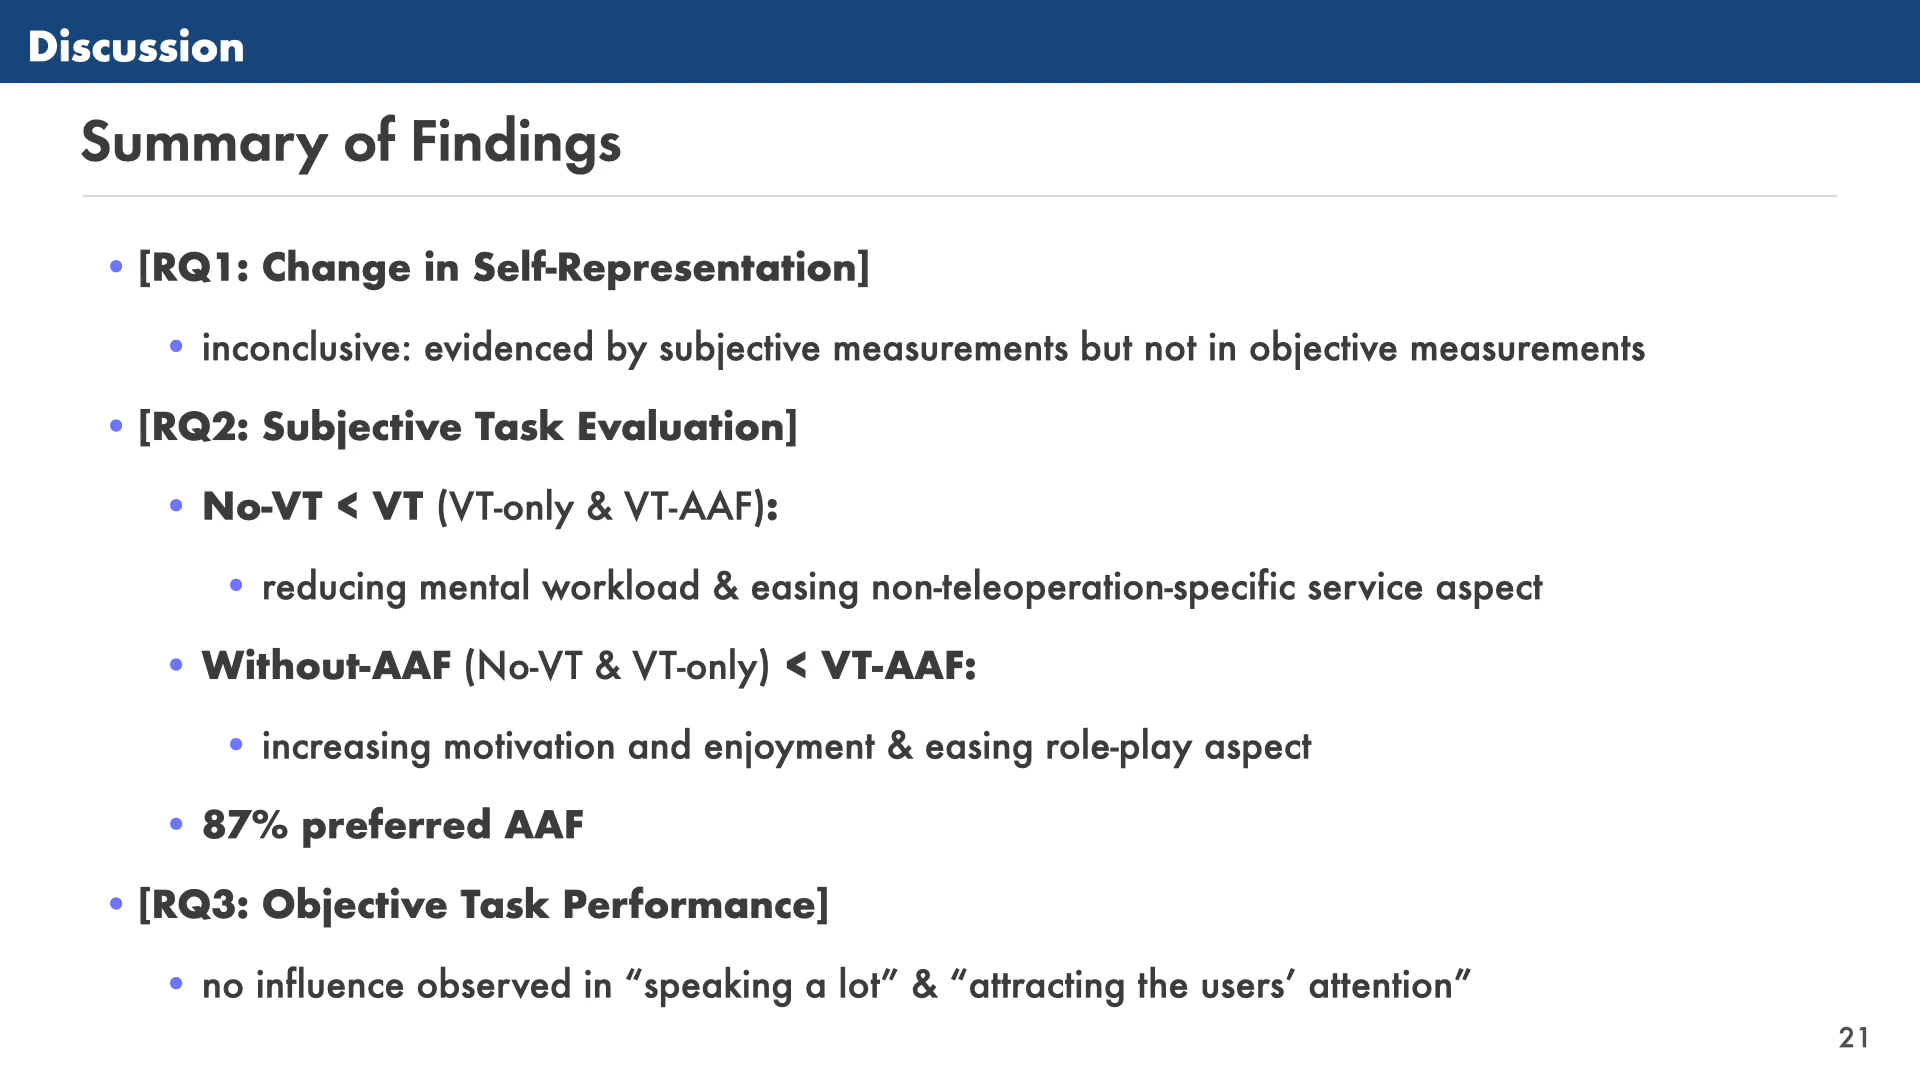 Discussion
Summary of Findings
• [RQ1: Change in Self-Representation]
• inconclusive: evidenced by subjective measurements but not in objective measurements
• [RQ2: Subjective Task Evaluation]
• No-VT < VT (VT-only & VT-AAF):
• reducing mental workload & easing non-teleoperation-specific service aspect
• Without-AAF (No-VT & VT-only) < VT-AAF:
• increasing motivation and enjoyment & easing role-play aspect
• 87% preferred AAF
• [RQ3: Objective Task Performance]
• no influence observed in “speaking a lot” & “attracting the users’ attention”
21